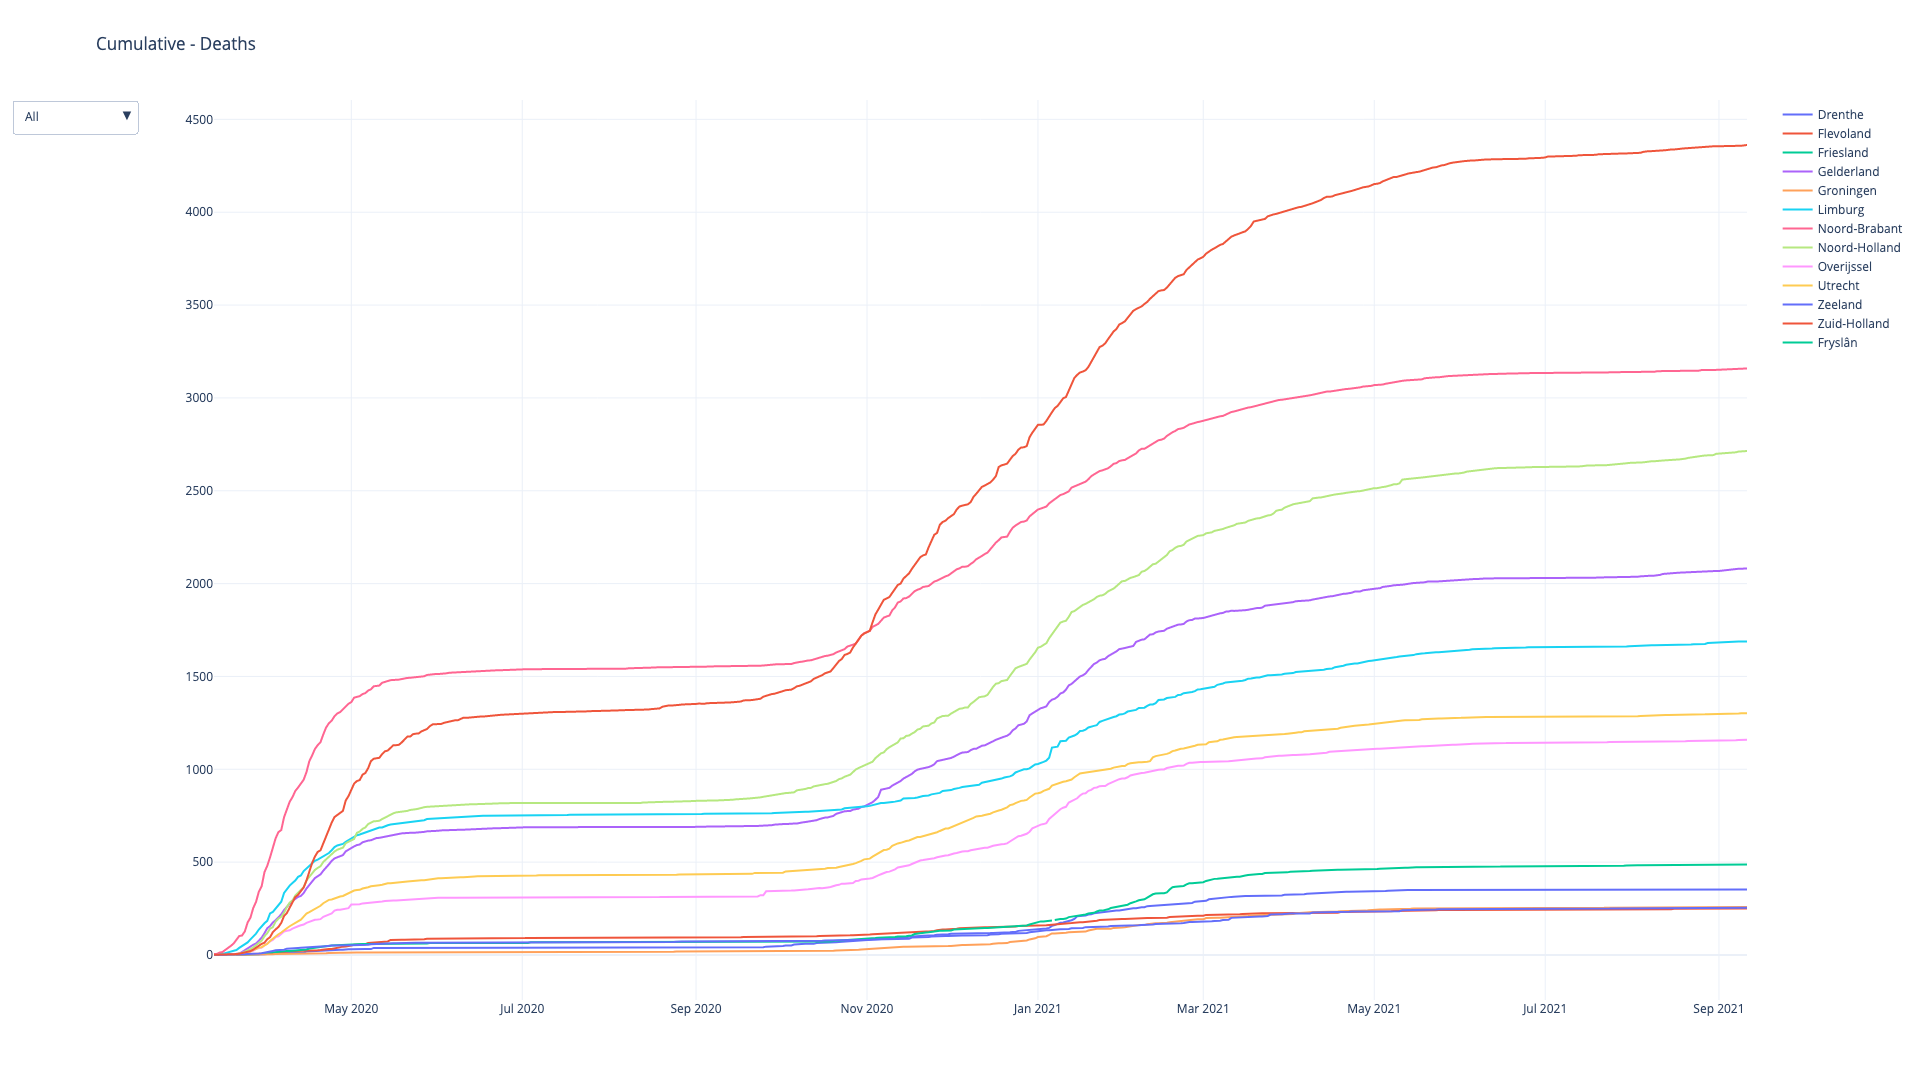 Cumulative - Deaths
All ▼
4500
4000
3500
3000
2500
2000
1500
1000
500
0
May 2020 Jul 2020 Sep 2020 Nov 2020 Jan 2021 Mar 2021 May 2021 Jul 2021 Sep 2021
Drenthe
Flevoland
Friesland
Gelderland
Groningen
Limburg
Noord-Brabant
Noord-Holland
Overijssel
Utrecht
Zeeland
Zuid-Holland
Fryslân